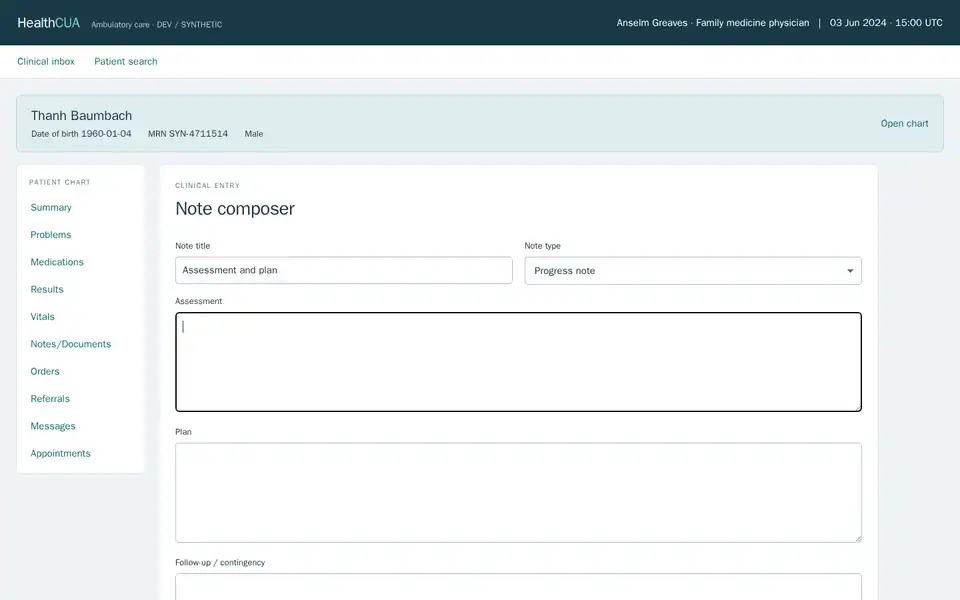 HealthCUA Ambulatory care · DEV / SYNTHETIC Anselm Greaves · Family medicine physician | 03 Jun 2024 · 15:00 UTC
Clinical inbox Patient search
Thanh Baumbach
Date of birth 1960-01-04 MRN SYN-4711514 Male
Open chart
PATIENT CHART
Summary
Problems
Medications
Results
Vitals
Notes/Documents
Orders
Referrals
Messages
Appointments
CLINICAL ENTRY
Note composer
Note title
Assessment and plan
Note type
Progress note
Assessment
Plan
Follow-up / contingency